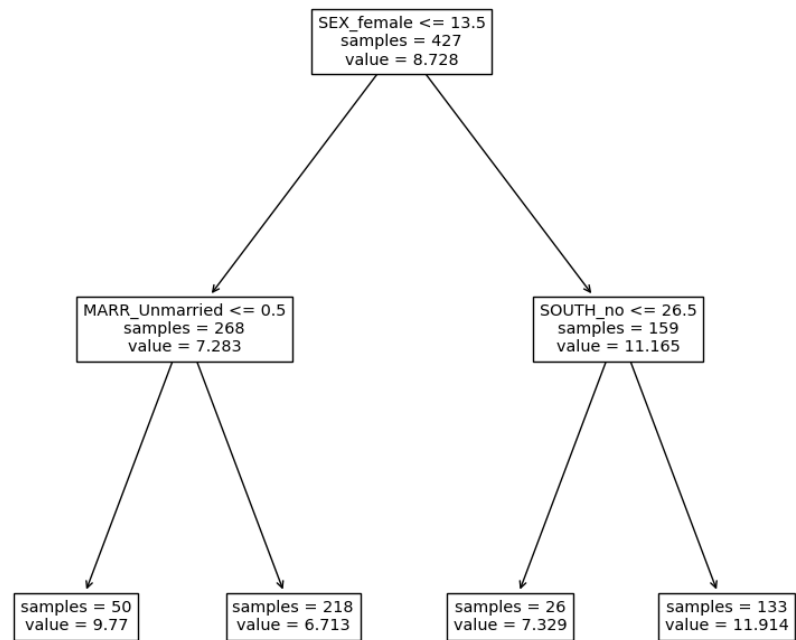 SEX_female <= 13.5
samples = 427
value = 8.728
MARR_Unmarried <= 0.5
samples = 268
value = 7.283
SOUTH_no <= 26.5
samples = 159
value = 11.165
samples = 50
value = 9.77
samples = 218
value = 6.713
samples = 26
value = 7.329
samples = 133
value = 11.914